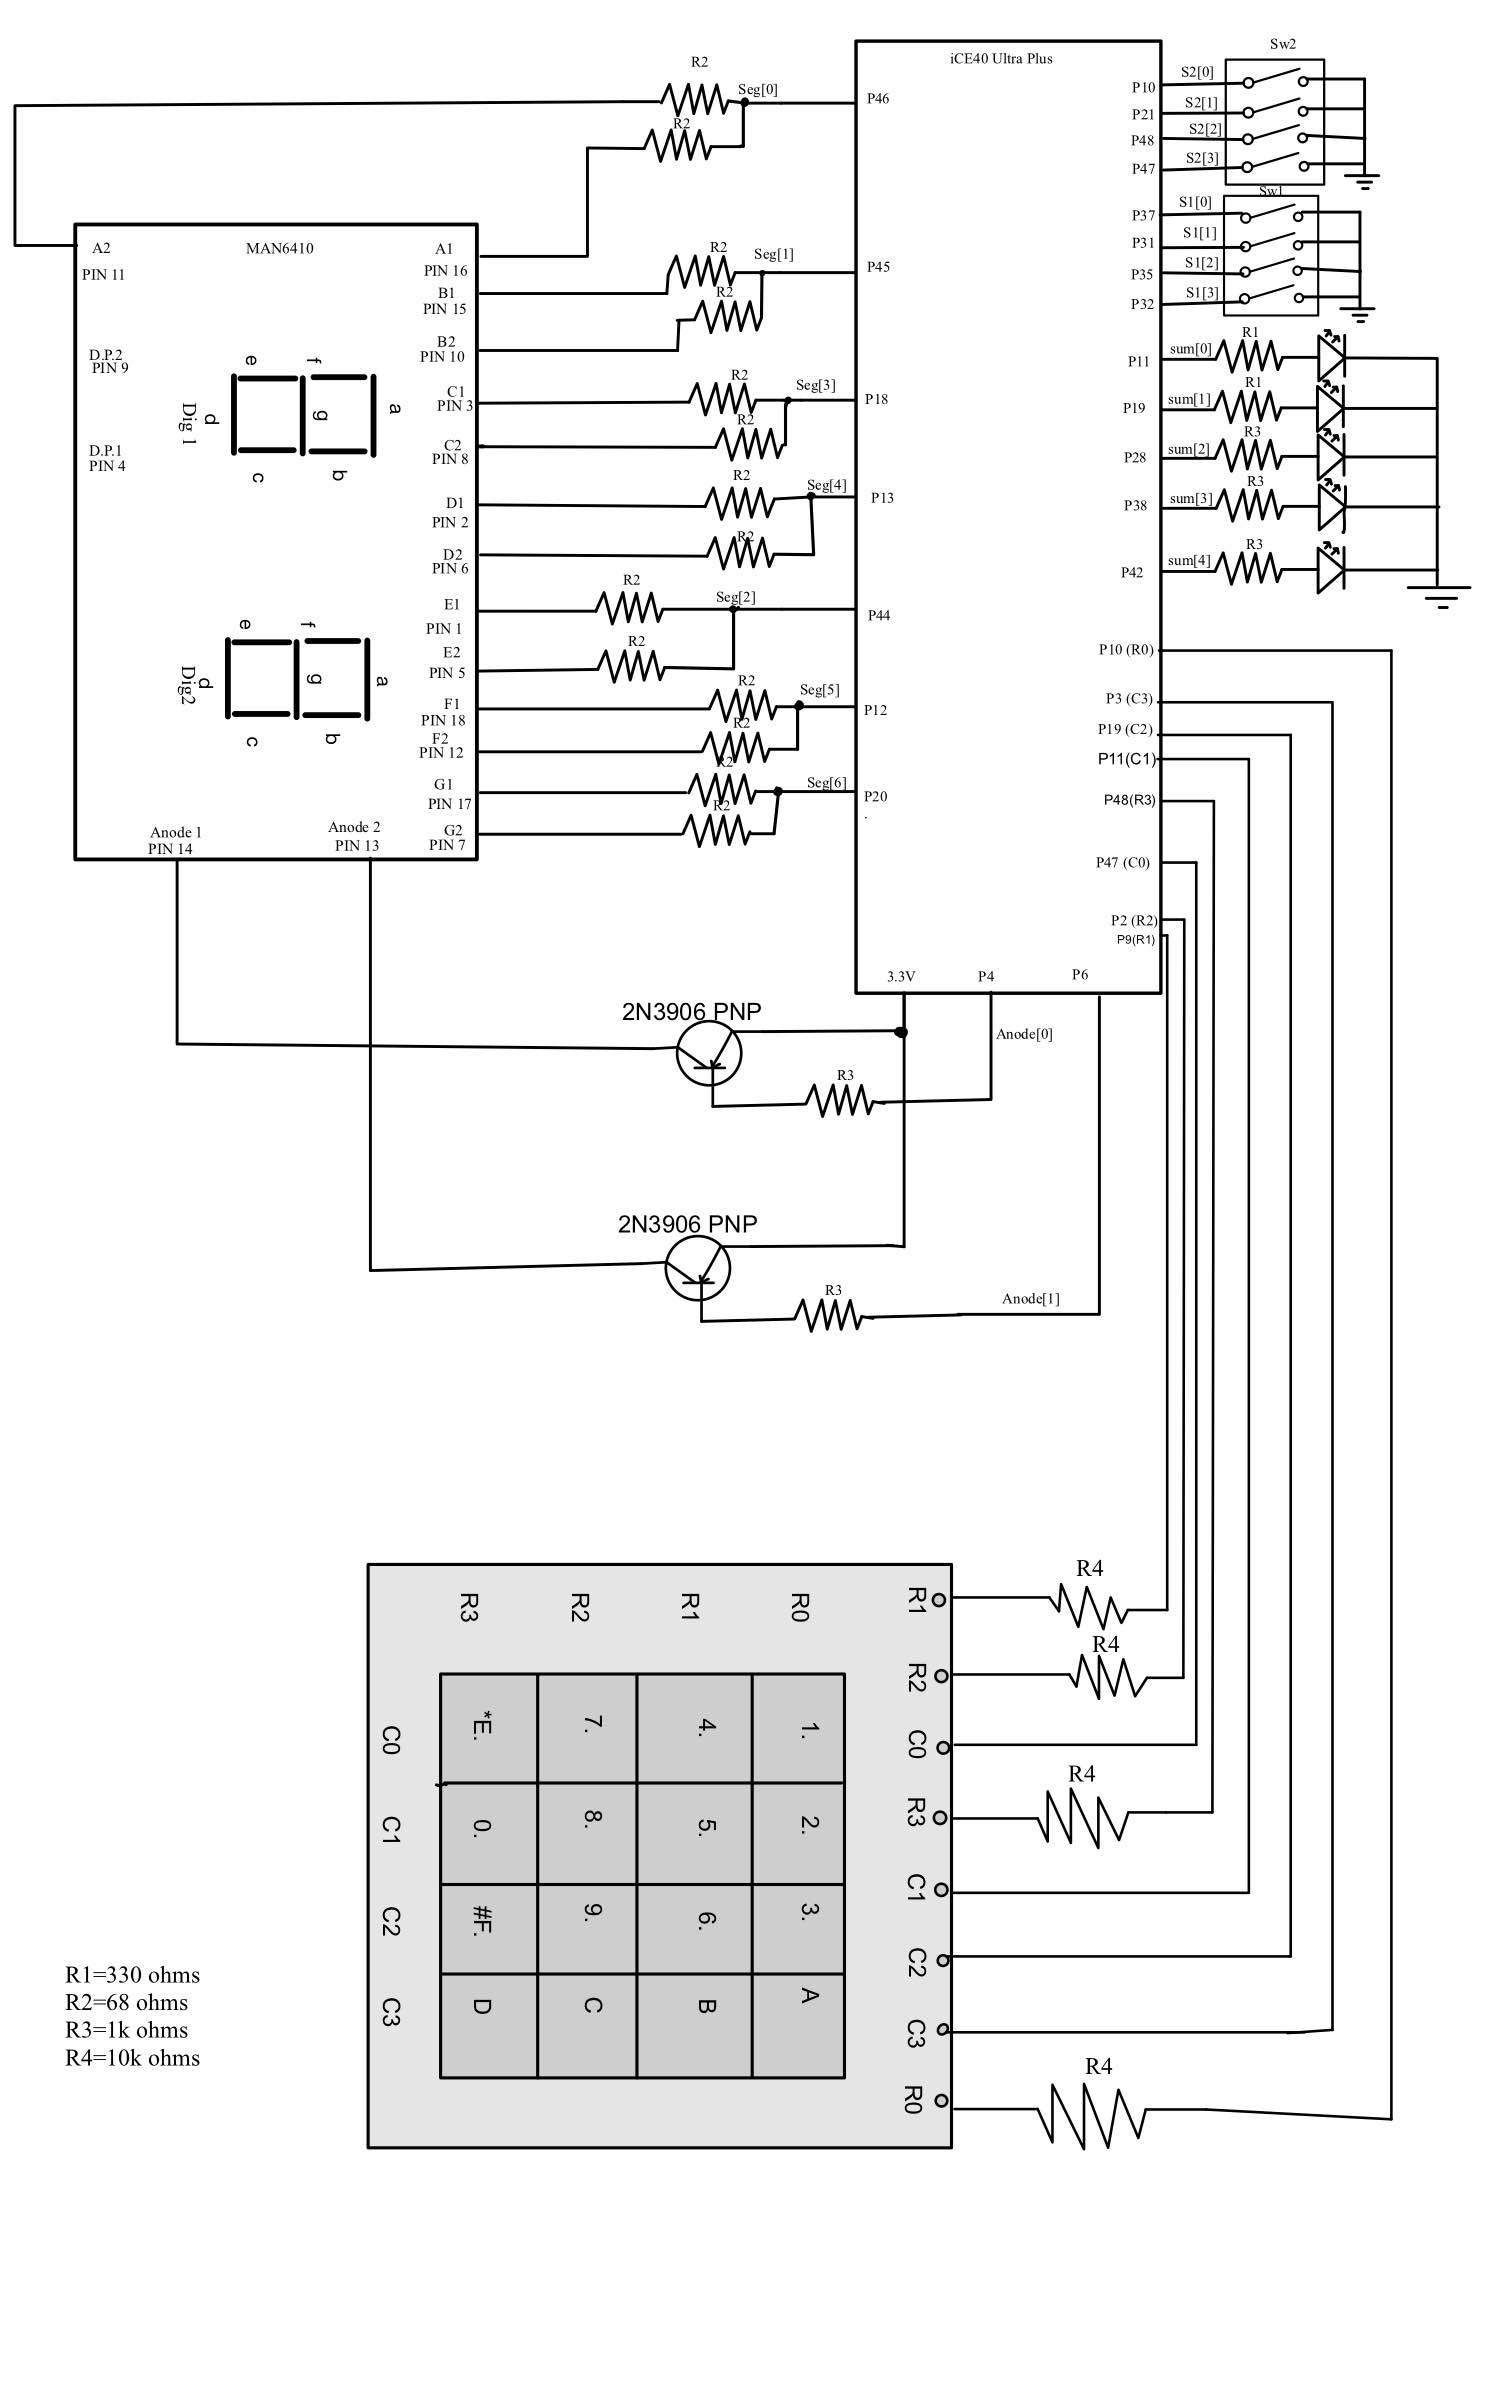 R2
Seg[0]
R2
iCE40 Ultra Plus
P46
P45
P18
P13
P44
P12
P20
.
P10
P21
P48
P47
P37
P31
P35
P32
P11
P19
P28
P38
P42
P10 (R0)
P3 (C3)
P19 (C2)
P11(C1)
P48(R3)
P47 (C0)
P2 (R2)
P9(R1)
3.3V
P4
P6
Sw2
S2[0]
S2[1]
S2[2]
S2[3]
Sw1
S1[0]
S1[1]
S1[2]
S1[3]
sum[0]
R1
sum[1]
R1
sum[2]
R3
sum[3]
R3
sum[4]
R3
MAN6410
A2
PIN 11
D.P.2
PIN 9
D.P.1
PIN 4
A1
PIN 16
B1
PIN 15
B2
PIN 10
C1
PIN 3
C2
PIN 8
D1
PIN 2
D2
PIN 6
E1
PIN 1
E2
PIN 5
F1
PIN 18
F2
PIN 12
G1
PIN 17
G2
PIN 7
Anode 1
PIN 14
Anode 2
PIN 13
e
f
a
g
d
Dig 1
c
b
e
f
a
g
d
Dig2
c
b
R2
Seg[1]
R2
R2
Seg[3]
R2
R2
Seg[4]
R2
R2
Seg[2]
R2
R2
Seg[5]
R2
R2
Seg[6]
R2
2N3906 PNP
Anode[0]
R3
2N3906 PNP
R3
Anode[1]
R3
R2
R1
R0
C0
C1
C2
C3
*E.
7.
4.
1.
0.
8.
5.
2.
#F.
9.
6.
3.
D
C
B
A
R1
R2
C0
R3
C1
C2
C3
R0
R4
R4
R4
R4
R1=330 ohms
R2=68 ohms
R3=1k ohms
R4=10k ohms